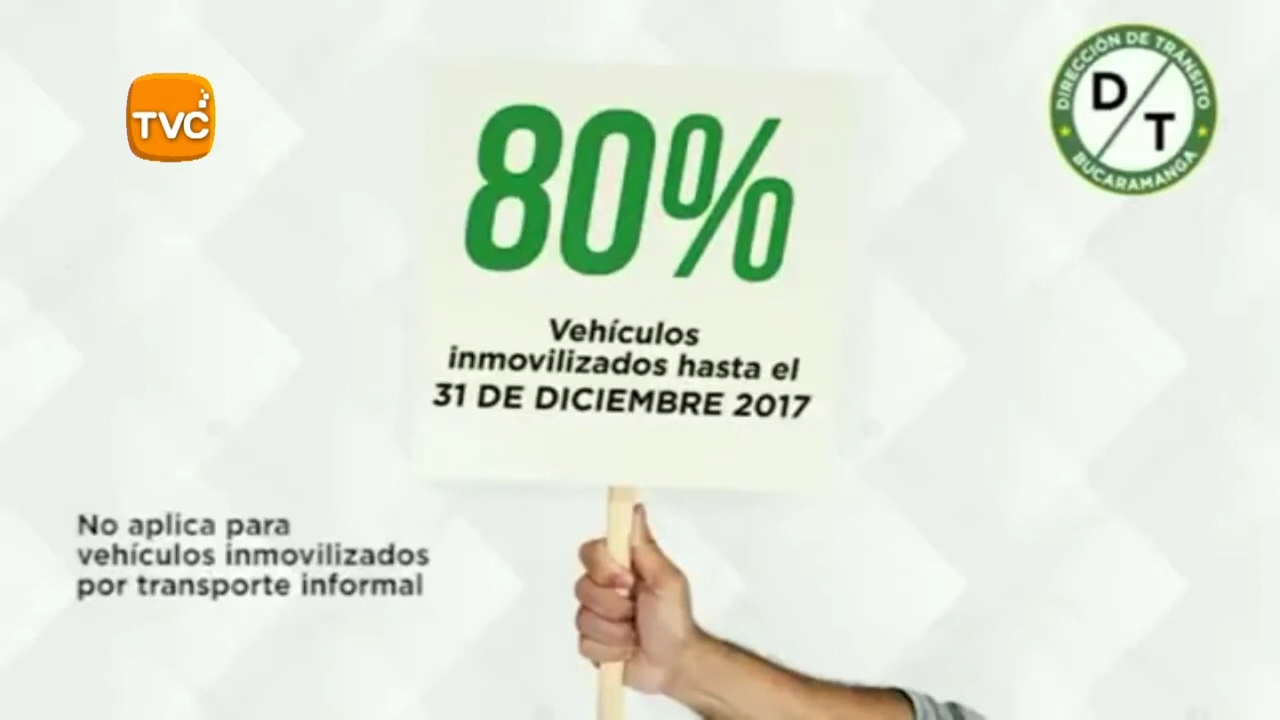 TVC
DIRECCIÓN DE TRÁNSITO
D/T
BUCARAMANGA
80%
Vehículos
inmovilizados hasta el
31 DE DICIEMBRE 2017
No aplica para
vehículos inmovilizados
por transporte informal